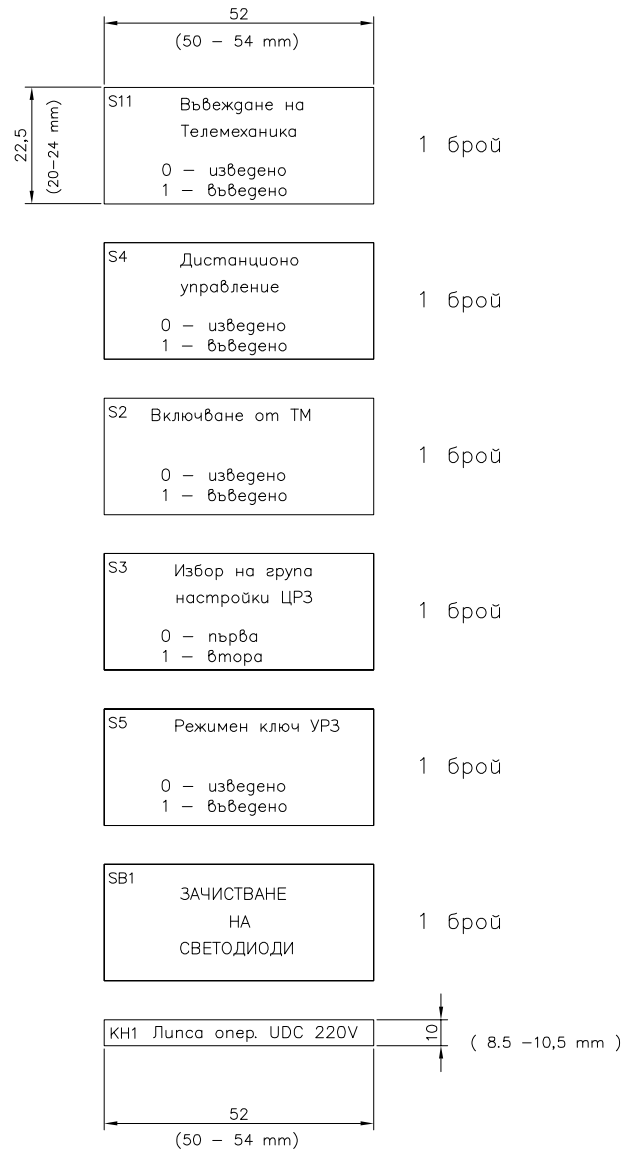 52
(50 – 54 mm)
22,5
(20–24 mm)
S11 Въвеждане на
Телемеханика
0 – изведено
1 – въведено
1 брой
S4 Дистанционо
управление
0 – изведено
1 – въведено
1 брой
S2 Включване от ТМ
0 – изведено
1 – въведено
1 брой
S3 Избор на група
настройки ЦРЗ
0 – първа
1 – втора
1 брой
S5 Режимен ключ УРЗ
0 – изведено
1 – въведено
1 брой
SB1
ЗАЧИСТВАНЕ
НА
СВЕТОДИОДИ
1 брой
KH1 Липса опер. UDC 220V
10
( 8.5 –10,5 mm )
52
(50 – 54 mm)